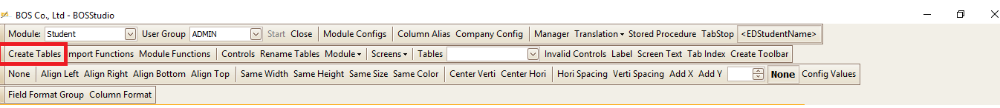 BOS Co., Ltd - BOSStudio
Module: Student User Group ADMIN Start Close Module Configs Column Alias Company Config Manager Translation Stored Procedure TabStop <EDStudentName>
Create Tables mport Functions Module Functions Controls Rename Tables Module Screens Tables Invalid Controls Label Screen Text Tab Index Create Toolbar
None Align Left Align Right Align Bottom Align Top Same Width Same Height Same Size Same Color Center Verti Center Hori Hori Spacing Verti Spacing Add X Add Y None Config Values
Field Format Group Column Format